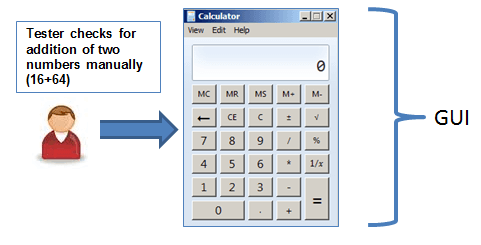 Tester checks for
addition of two
numbers manually
(16+64)
Calculator
View Edit Help
0
MC MR MS M+ M-
← CE C ± √
7 8 9 / %
4 5 6 * 1/x
1 2 3 - =
0 . +
GUI